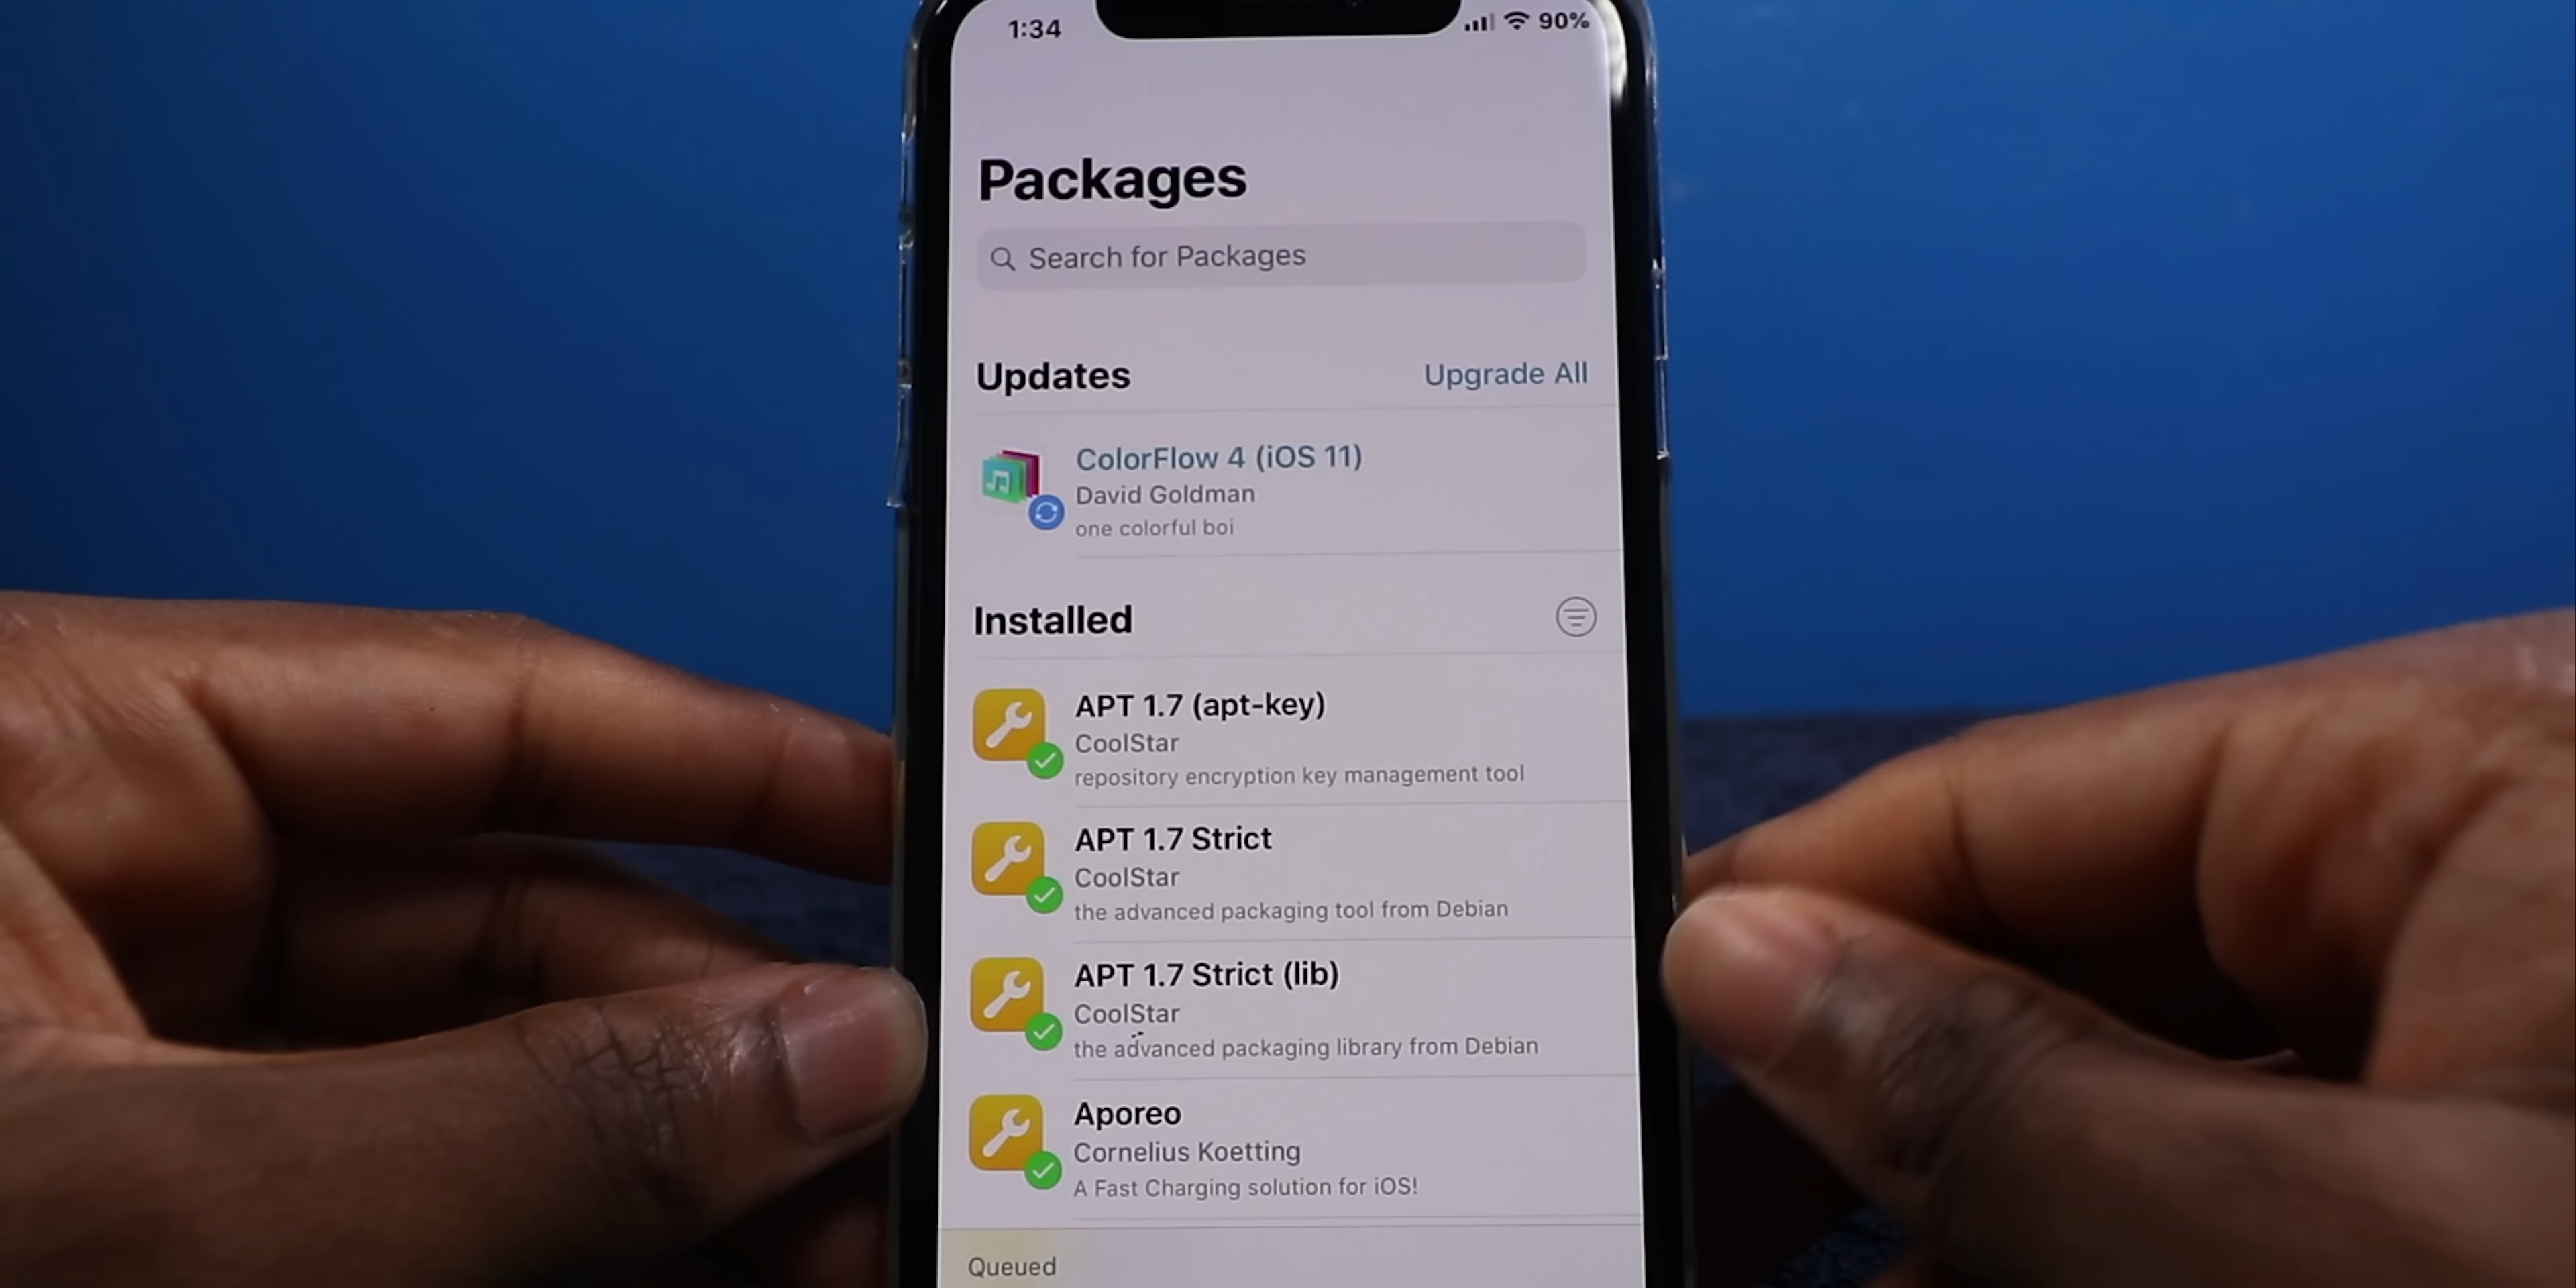 1:34
90%
Packages
Search for Packages
Updates
Upgrade All
ColorFlow 4 (iOS 11)
David Goldman
one colorful boi
Installed
APT 1.7 (apt-key)
CoolStar
repository encryption key management tool
APT 1.7 Strict
CoolStar
the advanced packaging tool from Debian
APT 1.7 Strict (lib)
CoolStar
the advanced packaging library from Debian
Aporeo
Cornelius Koetting
A Fast Charging solution for iOS!
Queued